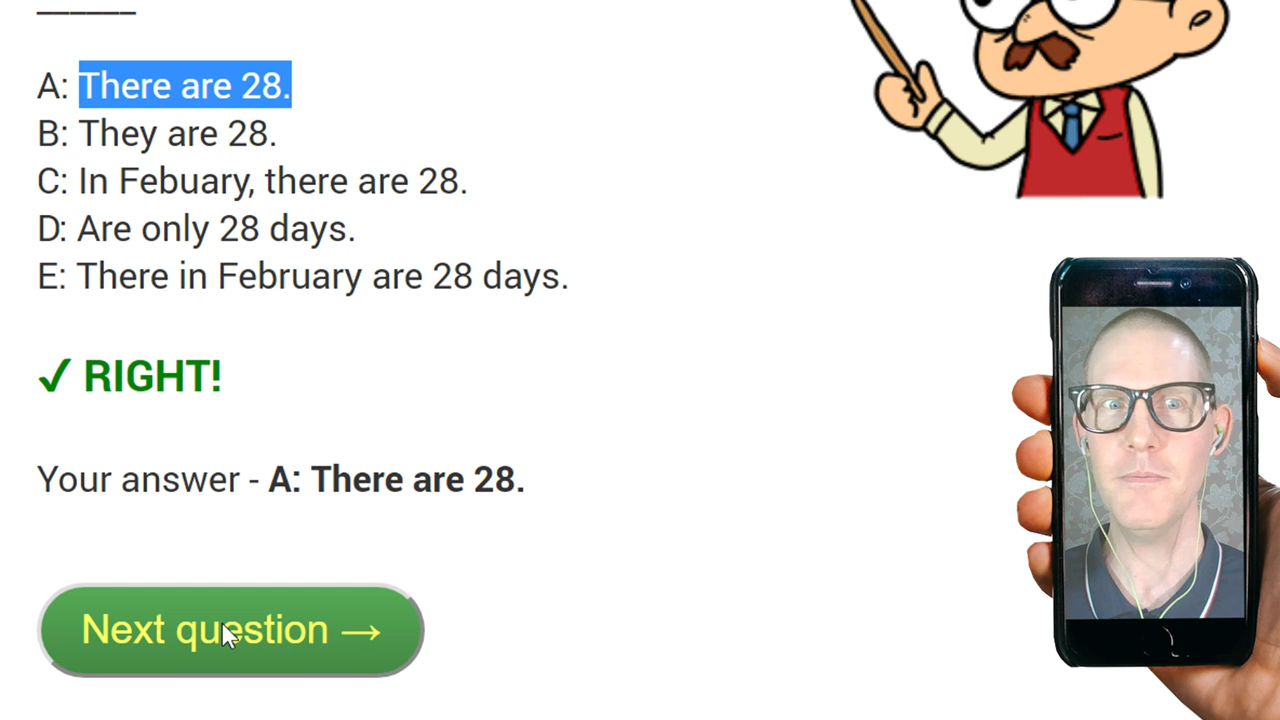 ______
A: There are 28.
B: They are 28.
C: In Febuary, there are 28.
D: Are only 28 days.
E: There in February are 28 days.
✓ RIGHT!
Your answer - A: There are 28.
Next question →